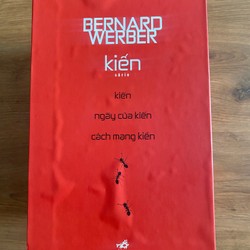 BERNARD
WERBER
kiến
kiến
ngày của kiến
cách mạng kiến